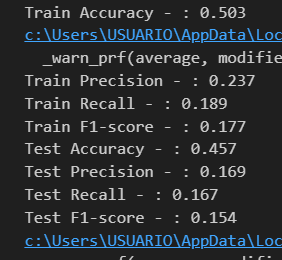 Train Accuracy - : 0.503
c:\Users\USUARIO\AppData\Loc
_warn_prf(average, modifie
Train Precision - : 0.237
Train Recall - : 0.189
Train F1-score - : 0.177
Test Accuracy - : 0.457
Test Precision - : 0.169
Test Recall - : 0.167
Test F1-score - : 0.154
c:\Users\USUARIO\AppData\Loc